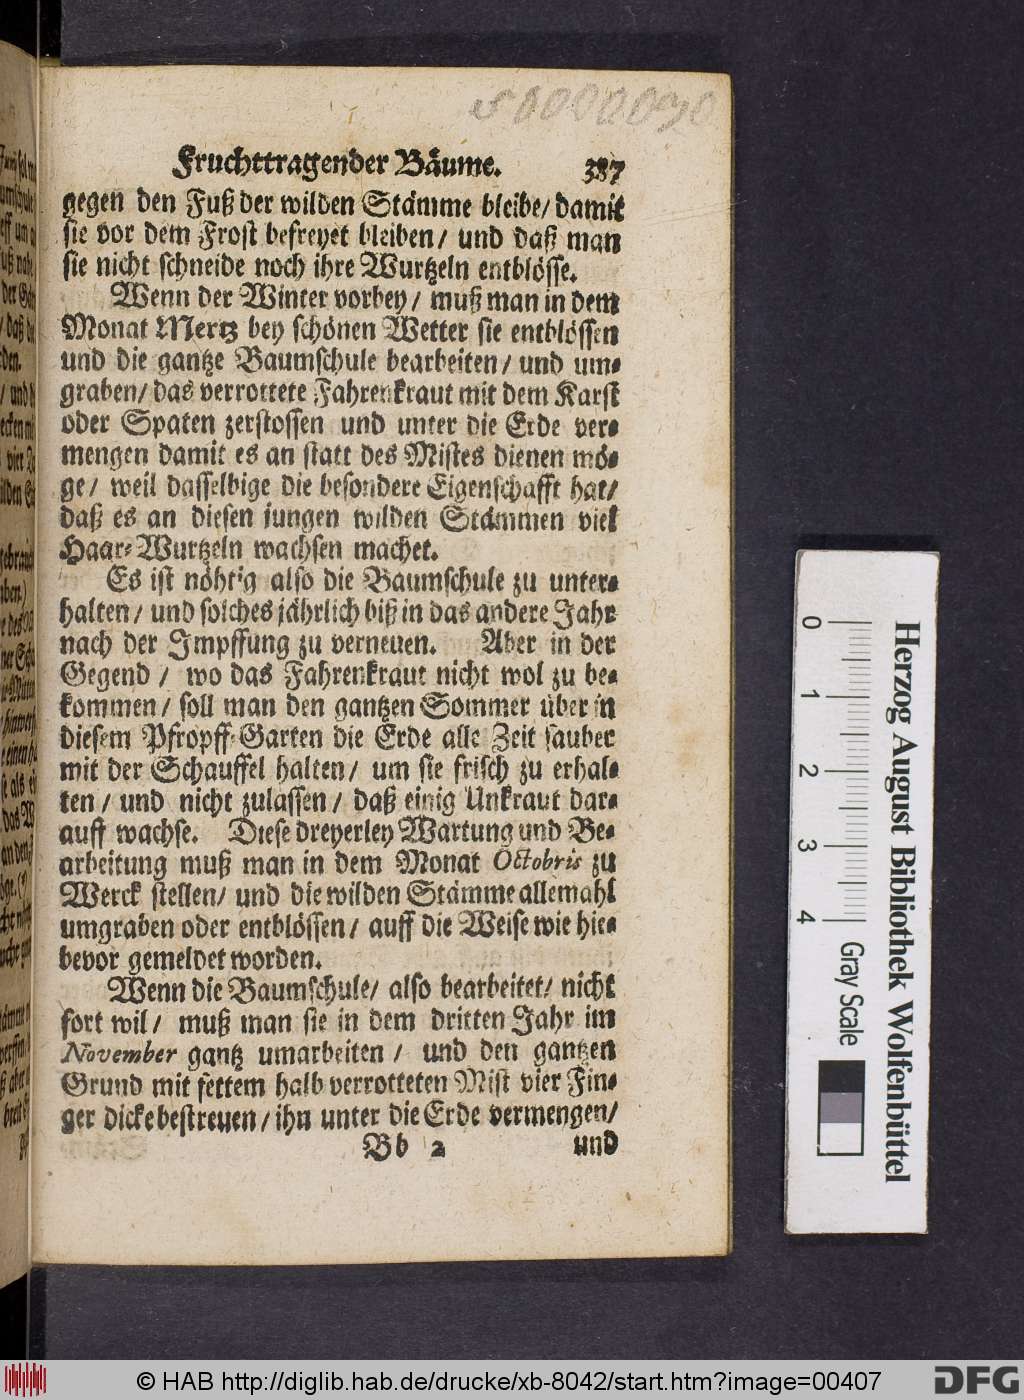 Fruchttragender Bäume. 387
gegen den Fuß der wilden Stämme bleibe/ damit
sie vor dem Frost befreyet bleiben/ und daß man
sie nicht schneide noch ihre Wurtzeln entblösse.
Wenn der Winter vorbey/ muß man in dem
Monat Mertz bey schönen Wetter sie entblössen
und die gantze Baumschule bearbeiten/ und um-
graben/ das verrottete Fahrenkraut mit dem Karst
oder Spaten zerstossen und unter die Erde ver-
mengen damit es an statt des Mistes dienen mö-
ge/ weil dasselbige die besondere Eigenschafft hat/
daß es an diesen jungen wilden Stämmen viel
Haar-Wurtzeln wachsen machet.
Es ist nöhtig also die Baumschule zu unter-
halten/ und solches jährlich biß in das andere Jahr
nach der Impffung zu verneuen. Aber in der
Gegend/ wo das Fahrenkraut nicht wol zu be-
kommen/ soll man den gantzen Sommer über in
diesem Pfropff-Garten die Erde alle Zeit sauber
mit der Schauffel halten/ um sie frisch zu erhal-
ten/ und nicht zulassen/ daß einig Unkraut dar-
auff wachse. Diese dreyerley Wartung und Be-
arbeitung muß man in dem Monat Octobris zu
Werck stellen/ und die wilden Stämme allemahl
umgraben oder entblössen/ auff die Weise wie hie-
bevor gemeldet worden.
Wenn die Baumschule/ also bearbeitet/ nicht
fort wil/ muß man sie in dem dritten Jahr im
November gantz umarbeiten/ und den gantzen
Grund mit fettem halb verrotteten Mist vier Fin-
ger dicke bestreuen/ ihn unter die Erde vermengen/
Bb 2 und
0 1 2 3 4 Gray Scale
Herzog August Bibliothek Wolfenbüttel
© HAB http://diglib.hab.de/drucke/xb-8042/start.htm?image=00407
DFG